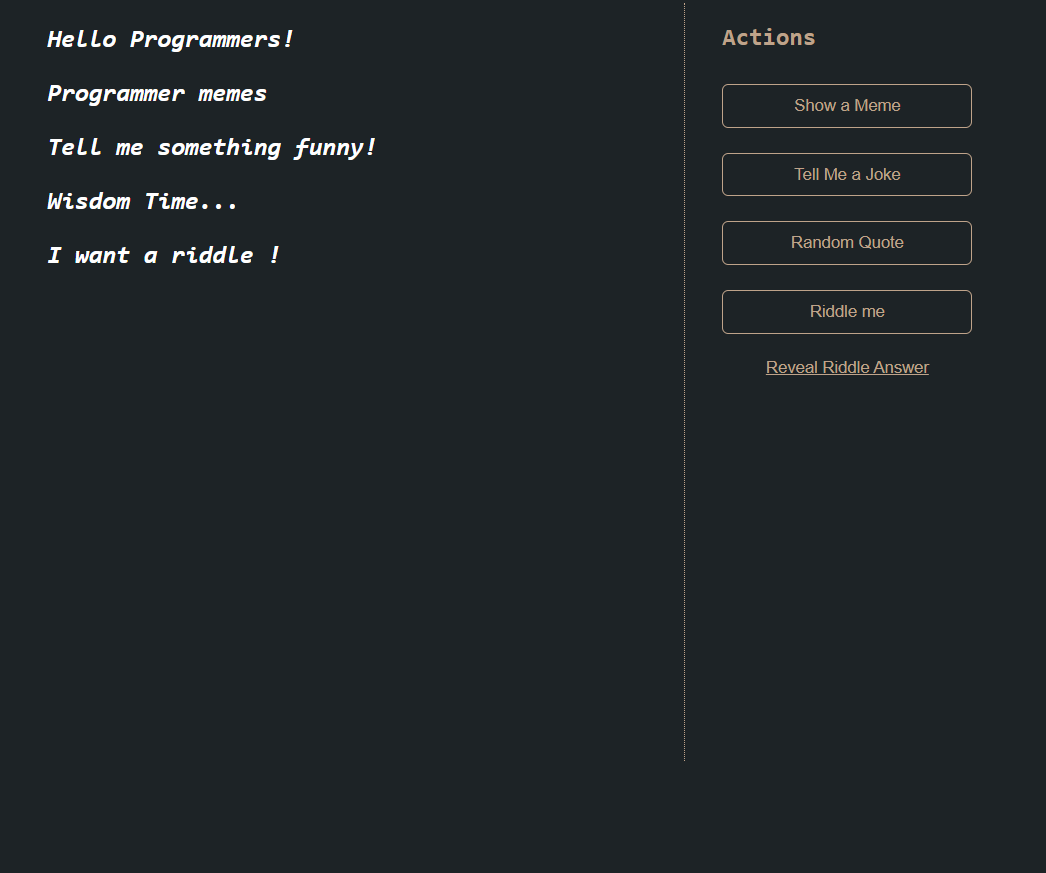 Hello Programmers!
Programmer memes
Tell me something funny!
Wisdom Time...
I want a riddle !
Actions
Show a Meme
Tell Me a Joke
Random Quote
Riddle me
Reveal Riddle Answer